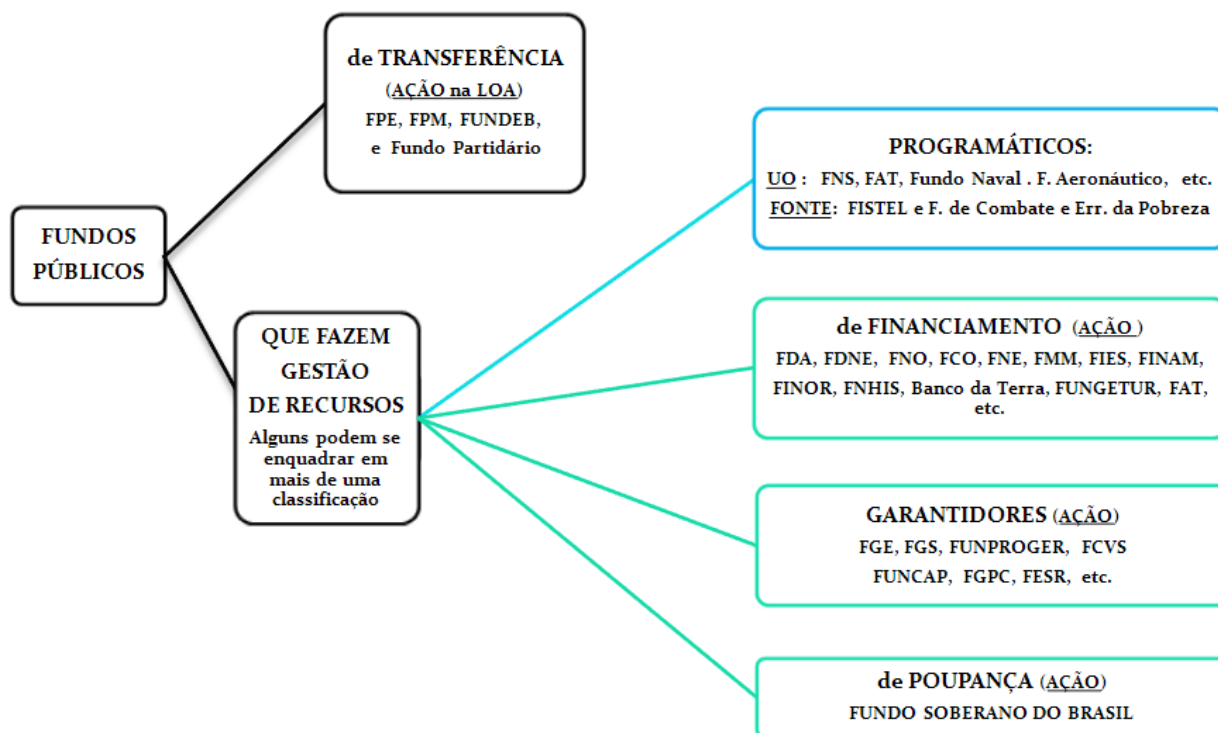 FUNDOS
PÚBLICOS
de TRANSFERÊNCIA
(AÇÃO na LOA)
FPE, FPM, FUNDEB,
e Fundo Partidário
QUE FAZEM
GESTÃO
DE RECURSOS
Alguns podem se
enquadrar em
mais de uma
classificação
PROGRAMÁTICOS:
UO : FNS, FAT, Fundo Naval . F. Aeronáutico, etc.
FONTE: FISTEL e F. de Combate e Err. da Pobreza
de FINANCIAMENTO (AÇÃO )
FDA, FDNE, FNO, FCO, FNE, FMM, FIES, FINAM,
FINOR, FNHIS, Banco da Terra, FUNGETUR, FAT,
etc.
GARANTIDORES (AÇÃO)
FGE, FGS, FUNPROGER, FCVS
FUNCAP, FGPC, FESR, etc.
de POUPANÇA (AÇÃO)
FUNDO SOBERANO DO BRASIL